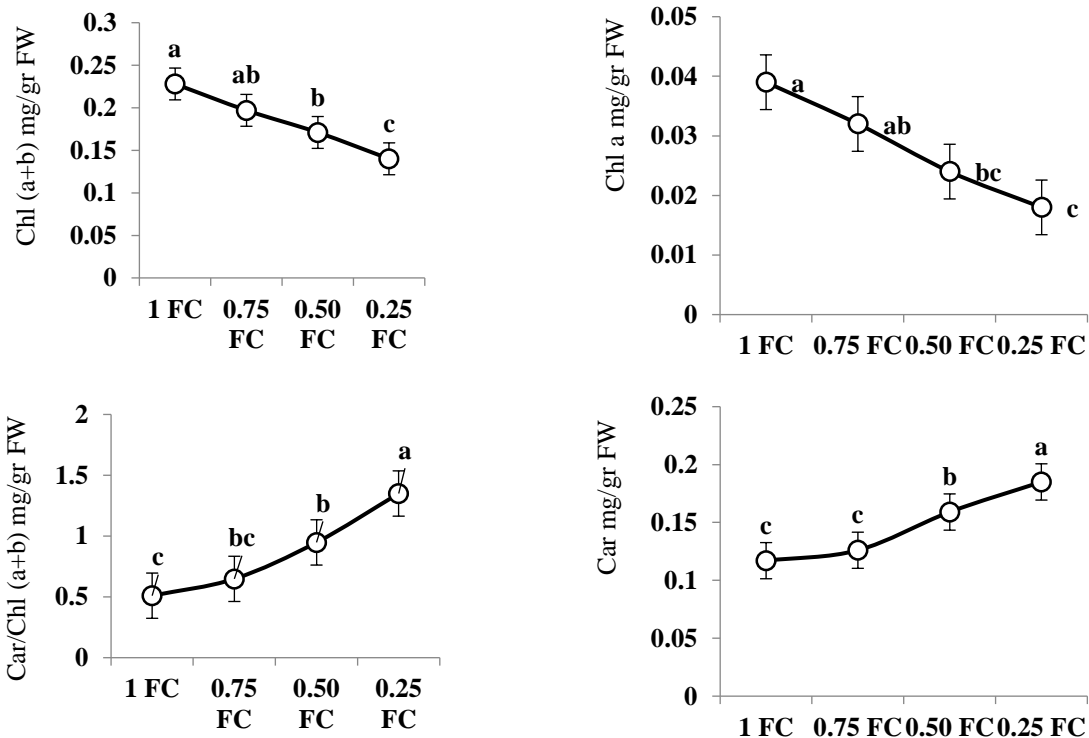 Chl (a+b) mg/gr FW
0.3
0.25
0.2
0.15
0.1
0.05
0
a
ab
b
c
1 FC
0.75
FC
0.50
FC
0.25
FC
Chl a mg/gr FW
0.05
0.04
0.03
0.02
0.01
0
a
ab
bc
c
1 FC
0.75 FC
0.50 FC
0.25 FC
Car/Chl (a+b) mg/gr FW
2
1.5
1
0.5
0
c
bc
b
a
1 FC
0.75
FC
0.50
FC
0.25
FC
Car mg/gr FW
0.25
0.2
0.15
0.1
0.05
0
c
c
b
a
1 FC
0.75 FC
0.50 FC
0.25 FC